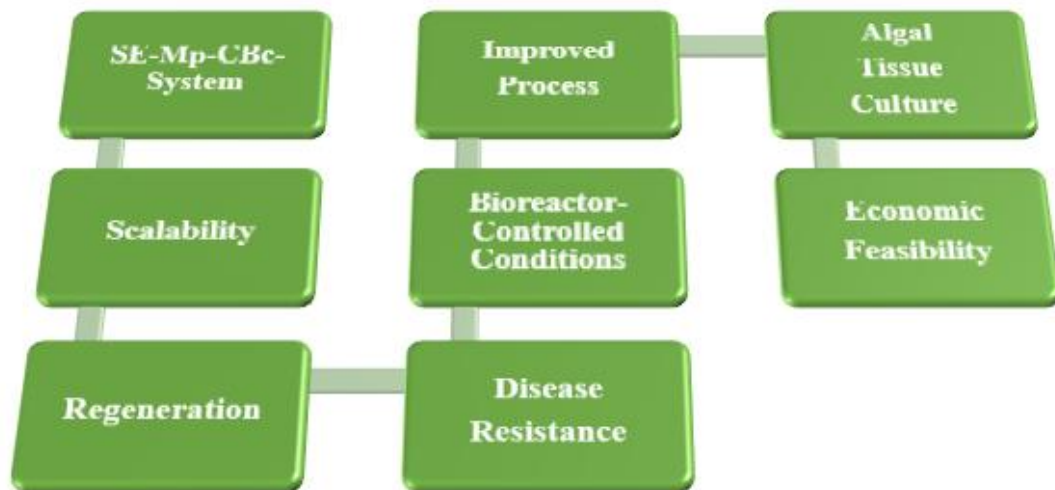 SE-Mp-CBc-
System
Scalability
Regeneration
Disease
Resistance
Bioreactor-
Controlled
Conditions
Improved
Process
Algal
Tissue
Culture
Economic
Feasibility